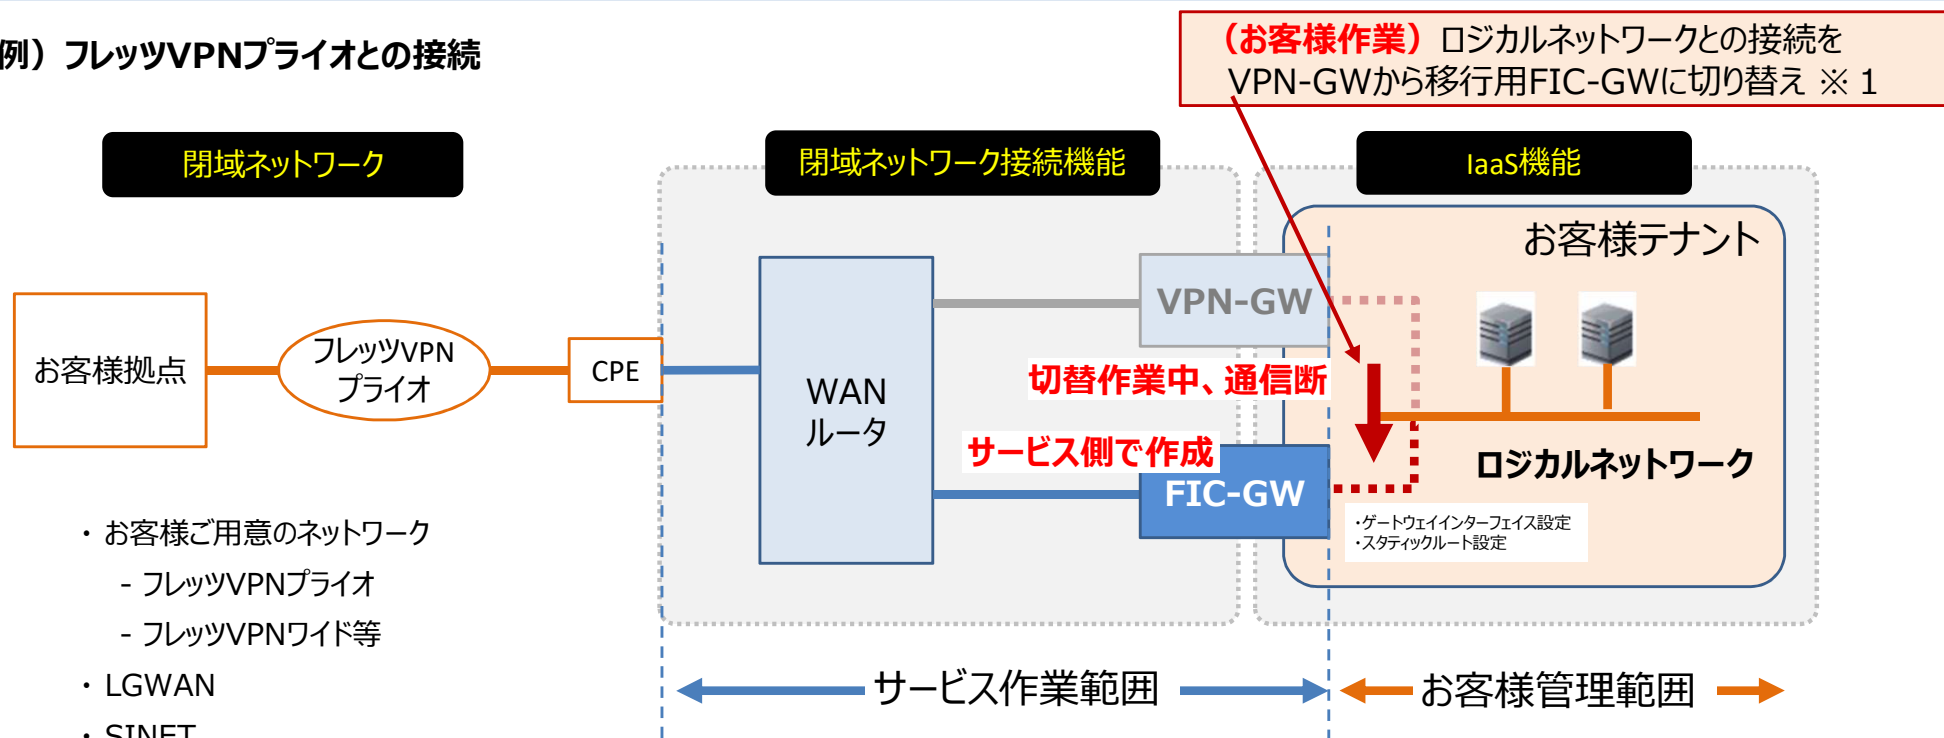 例）フレッツVPNプライオとの接続
（お客様作業）ロジカルネットワークとの接続を
VPN-GWから移行用FIC-GWに切り替え ※１
閉域ネットワーク
閉域ネットワーク接続機能
IaaS機能
お客様テナント
お客様拠点
フレッツVPN
プライオ
CPE
WAN
ルータ
VPN-GW
切替作業中、通信断
サービス側で作成
FIC-GW
ロジカルネットワーク
・ゲートウェイインターフェイス設定
・スタティックルート設定
・お客様ご用意のネットワーク
- フレッツVPNプライオ
- フレッツVPNワイド等
・LGWAN
・SINET
サービス作業範囲
お客様管理範囲